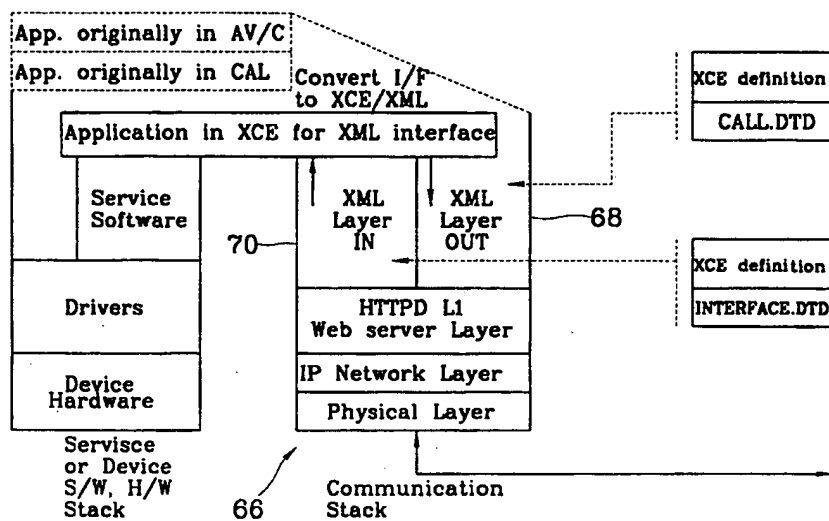 App. originally in AV/C
App. originally in CAL
Convert I/F
to XCE/XML
Application in XCE for XML interface
XCE definition
CALL.DTD
Service
Software
XML
Layer
IN
XML
Layer
OUT
70
68
XCE definition
INTERFACE.DTD
Drivers
HTTPD L1
Web server Layer
Device
Hardware
IP Network Layer
Physical Layer
Servisce
or Device
S/W, H/W
Stack
66
Communication
Stack